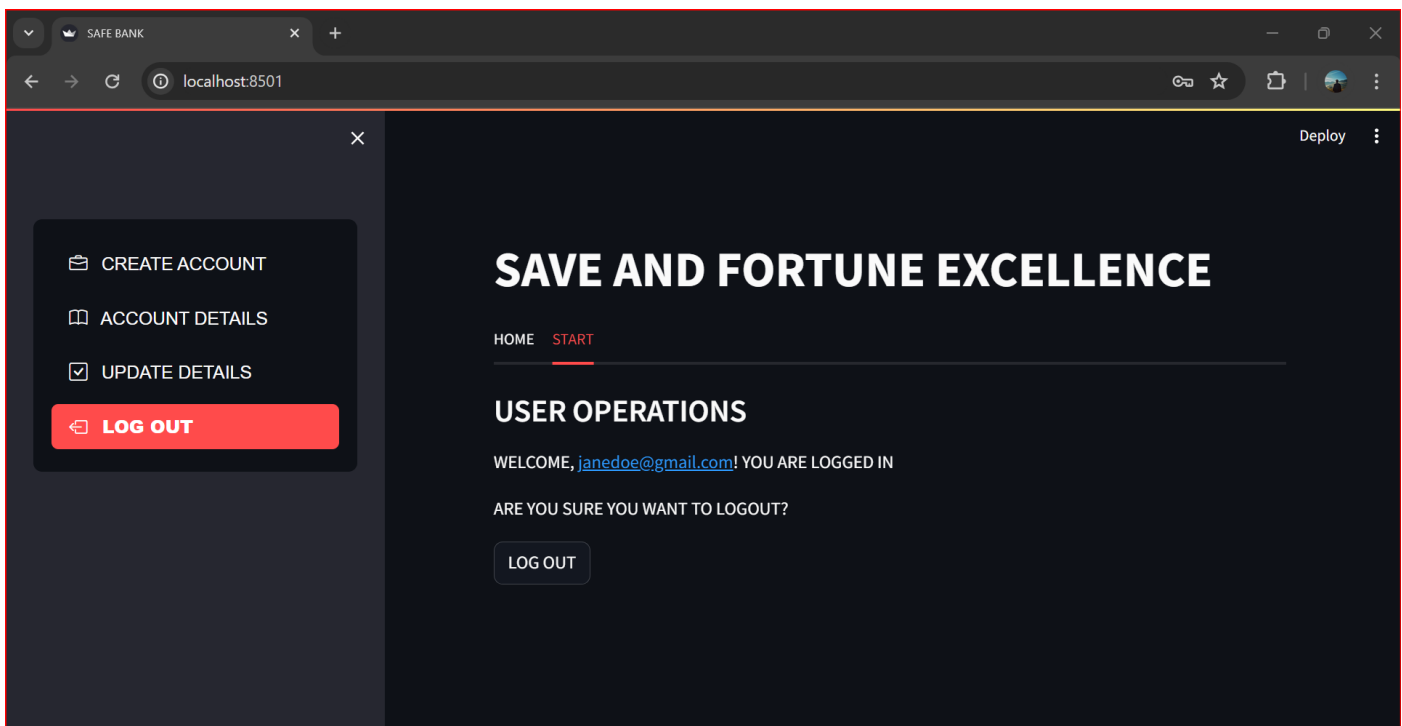 SAFE BANK
localhost:8501
Deploy
CREATE ACCOUNT
ACCOUNT DETAILS
UPDATE DETAILS
LOG OUT
SAVE AND FORTUNE EXCELLENCE
HOME START
USER OPERATIONS
WELCOME, janedoe@gmail.com! YOU ARE LOGGED IN
ARE YOU SURE YOU WANT TO LOGOUT?
LOG OUT